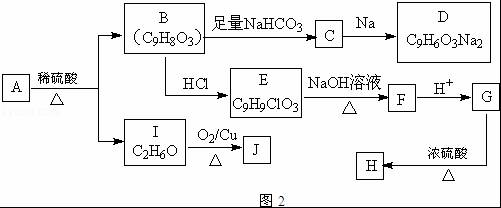 B
(C₉H₈O₃)
足量NaHCO₃
C
Na
D
C₉H₆O₃Na₂
A
稀硫酸
△
HCl
E
C₉H₉ClO₃
NaOH溶液
△
F
H⁺
G
I
C₂H₆O
O₂/Cu
△
J
H
浓硫酸
△
图2